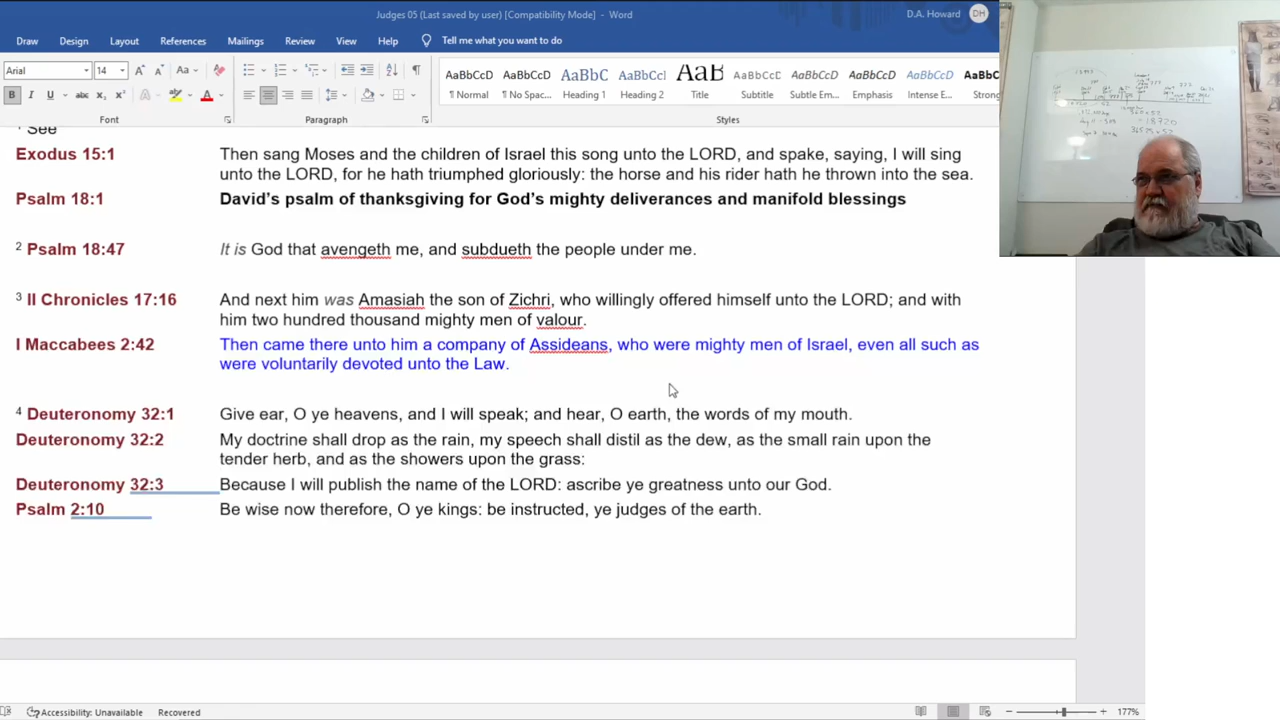 Judges 05 (Last saved by user) [Compatibility Mode] - Word
D.A. Howard DH
Draw Design Layout References Mailings Review View Help Tell me what you want to do
Arial 14 Aa
AaBbCcD AaBbCcD AaBbC AaBbCcI AaB AaBbCcD AaBbCcD AaBbCcD AaBbCcD AaBbC
B I U abc X₂ X² A ab A
¶ Normal ¶ No Spac... Heading 1 Heading 2 Title Subtitle Subtle Em... Emphasis Intense E... Strong
Font Paragraph Styles
¹ See
Exodus 15:1 Then sang Moses and the children of Israel this song unto the LORD, and spake, saying, I will sing
unto the LORD, for he hath triumphed gloriously: the horse and his rider hath he thrown into the sea.
Psalm 18:1 David’s psalm of thanksgiving for God’s mighty deliverances and manifold blessings
² Psalm 18:47 It is God that avengeth me, and subdueth the people under me.
³ II Chronicles 17:16 And next him was Amasiah the son of Zichri, who willingly offered himself unto the LORD; and with
him two hundred thousand mighty men of valour.
I Maccabees 2:42 Then came there unto him a company of Assideans, who were mighty men of Israel, even all such as
were voluntarily devoted unto the Law.
⁴ Deuteronomy 32:1 Give ear, O ye heavens, and I will speak; and hear, O earth, the words of my mouth.
Deuteronomy 32:2 My doctrine shall drop as the rain, my speech shall distil as the dew, as the small rain upon the
tender herb, and as the showers upon the grass:
Deuteronomy 32:3 Because I will publish the name of the LORD: ascribe ye greatness unto our God.
Psalm 2:10 Be wise now therefore, O ye kings: be instructed, ye judges of the earth.
Accessibility: Unavailable Recovered 177%